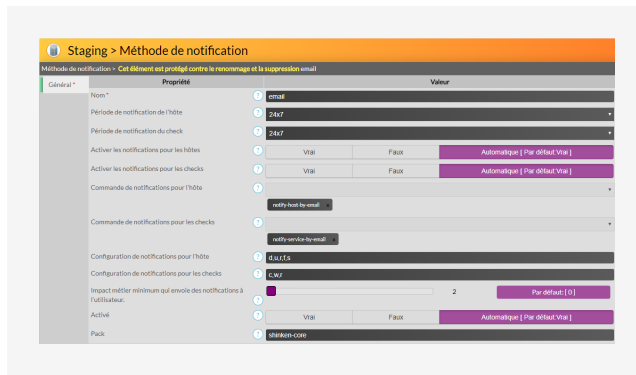 Staging > Méthode de notification
Méthode de notification > Cet élément est protégé contre le renommage et la suppression email
Général *
Propriété Valeur
Nom * ? email
Période de notification de l'hôte ? 24x7
Période de notification du check ? 24x7
Activer les notifications pour les hôtes ? Vrai Faux Automatique [ Par défaut:Vrai ]
Activer les notifications pour les checks ? Vrai Faux Automatique [ Par défaut:Vrai ]
Commande de notifications pour l'hôte ?
notify-host-by-email x
Commande de notifications pour les checks ?
notify-service-by-email x
Configuration de notifications pour l'hôte ? d,u,r,f,s
Configuration de notifications pour les checks ? c,w,r
Impact métier minimum qui envoie des notifications à
l'utilisateur. ? 2 Par défaut: [ 0 ]
Activé ? Vrai Faux Automatique [ Par défaut:Vrai ]
Pack ? shinken-core